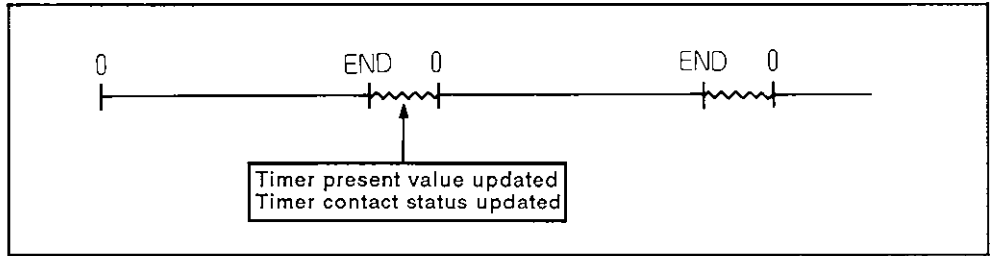 0 END 0 END 0
Timer present value updated
Timer contact status updated